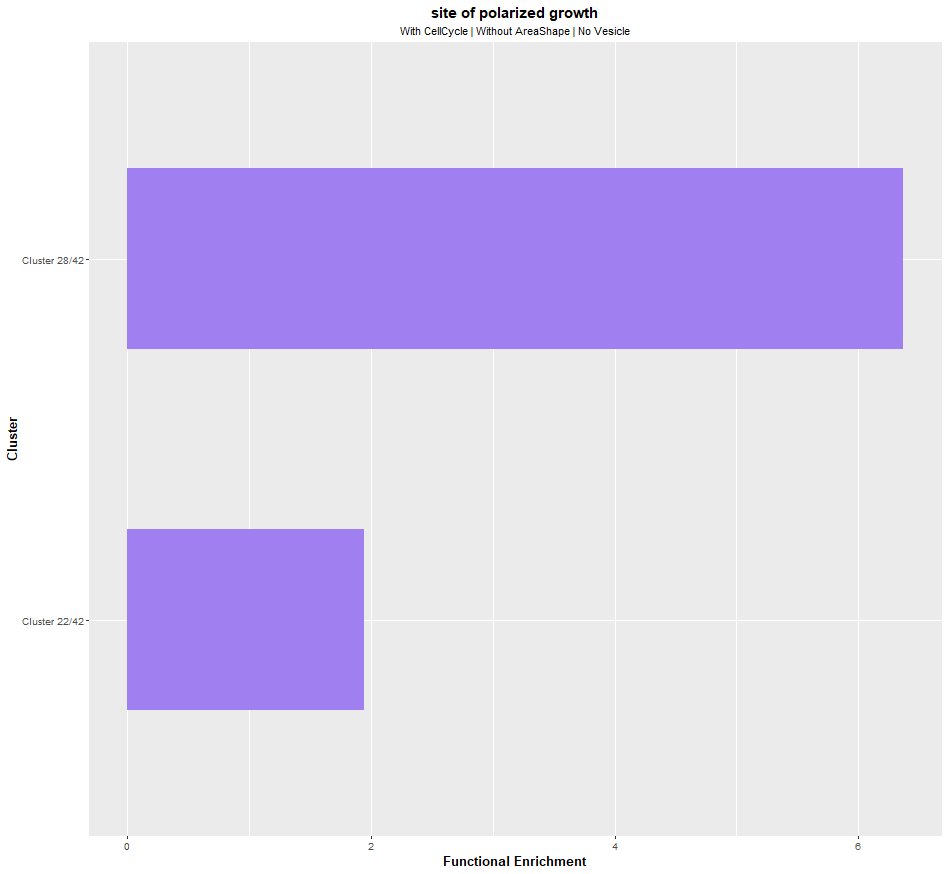 site of polarized growth
With CellCycle | Without AreaShape | No Vesicle
Cluster 28/42
Cluster
Cluster 22/42
0 2 4 6
Functional Enrichment